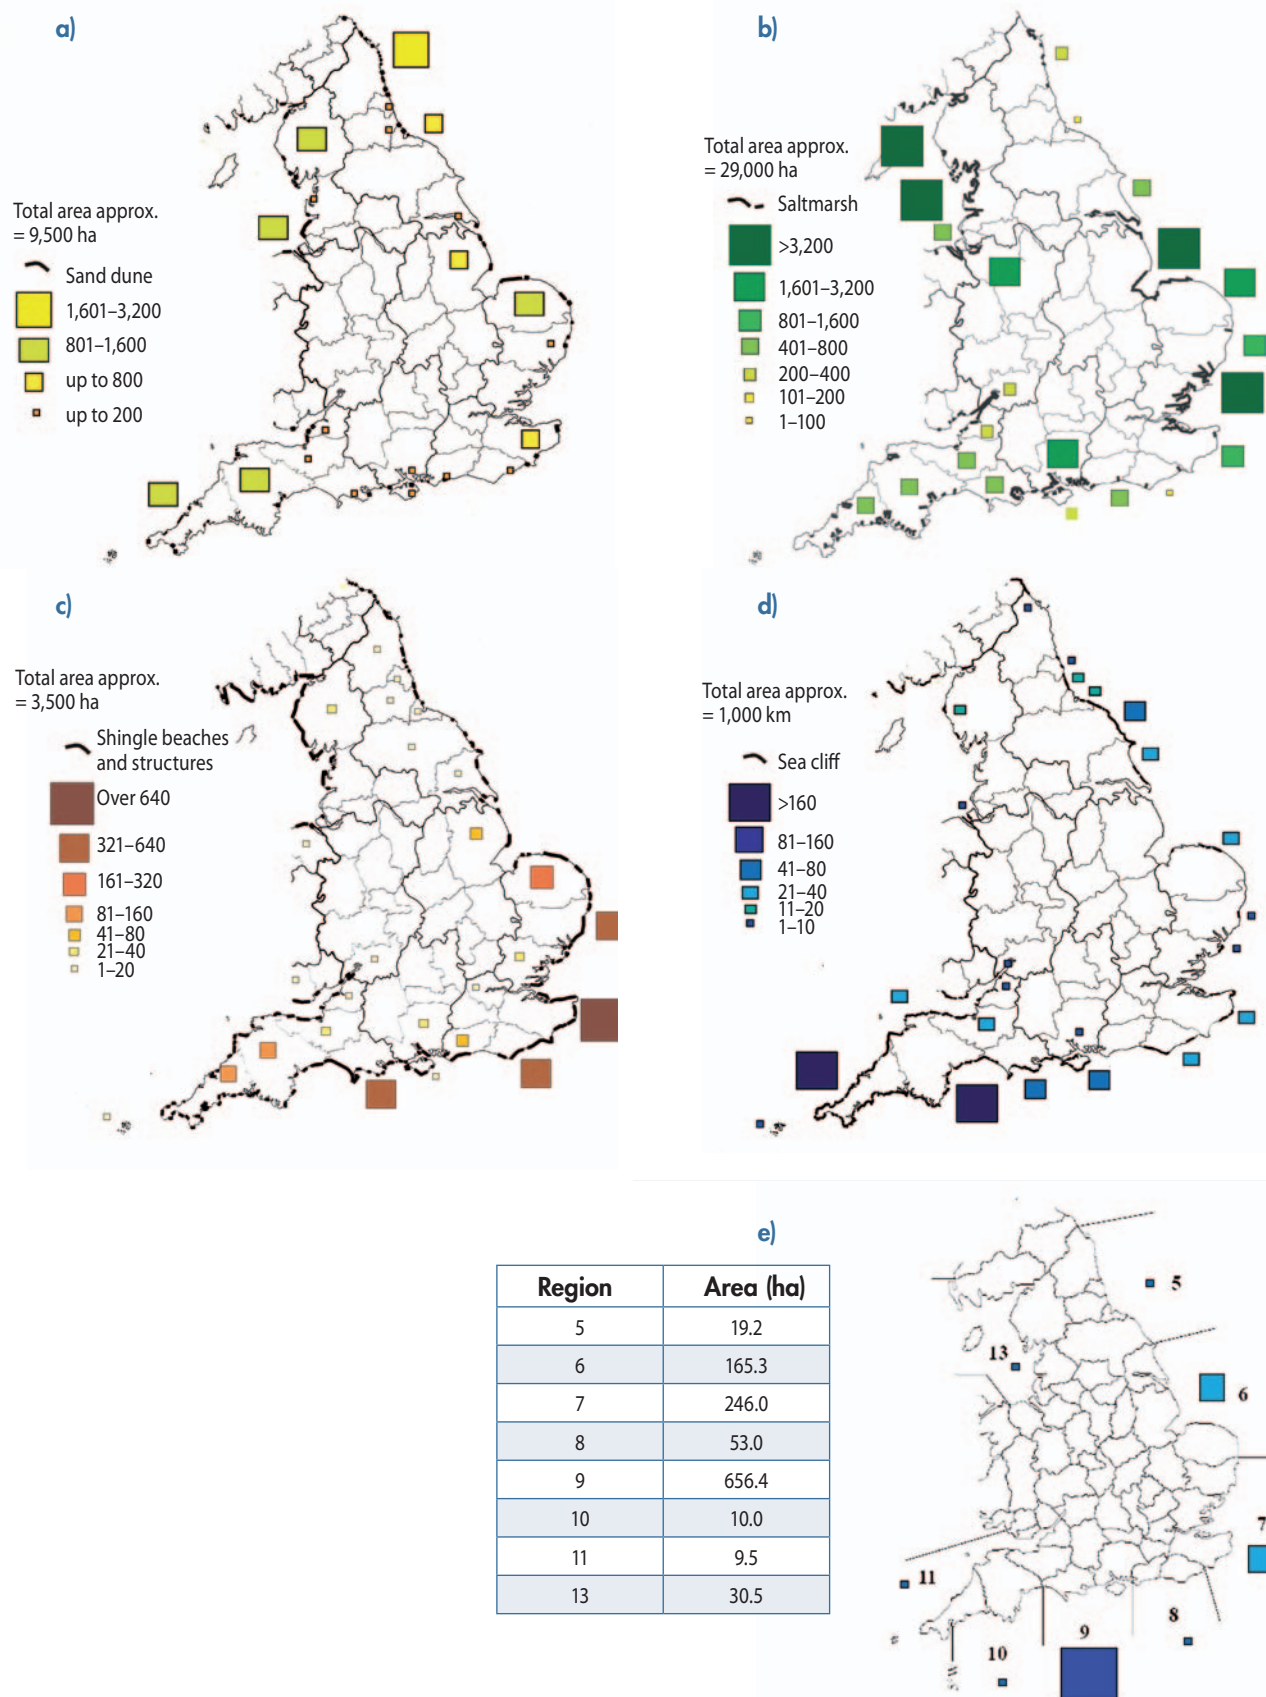 a)
Total area approx.
= 9,500 ha
Sand dune
1,601–3,200
801–1,600
up to 800
up to 200
b)
Total area approx.
= 29,000 ha
Saltmarsh
>3,200
1,601–3,200
801–1,600
401–800
200–400
101–200
1–100
c)
Total area approx.
= 3,500 ha
Shingle beaches
and structures
Over 640
321–640
161–320
81–160
41–80
21–40
1–20
d)
Total area approx.
= 1,000 km
Sea cliff
>160
81–160
41–80
21–40
11–20
1–10
e)
Region Area (ha)
5 19.2
6 165.3
7 246.0
8 53.0
9 656.4
10 10.0
11 9.5
13 30.5
5
13
6
7
11
8
9
10